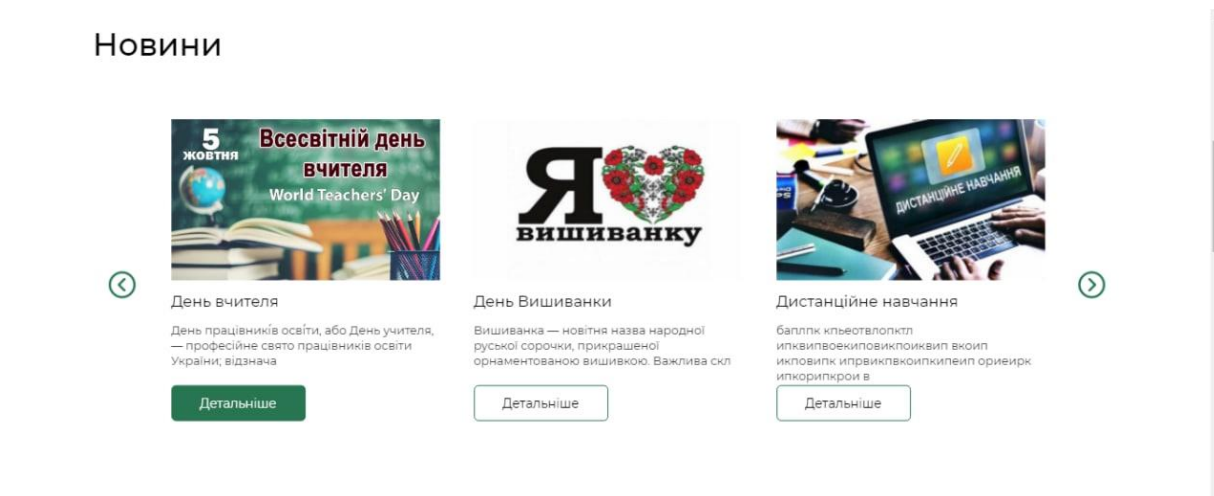 Новини
5
ЖОВТНЯ
Всесвітній день
вчителя
World Teachers' Day
Я
вишиванку
ДИСТАНЦІЙНЕ НАВЧАННЯ
День вчителя
День працівників освіти, або День учителя,
— професійне свято працівників освіти
України; відзнача
Детальніше
День Вишиванки
Вишиванка — новітня назва народної
руської сорочки, прикрашеної
орнаментованою вишивкою. Важлива скл
Детальніше
Дистанційне навчання
баплпк кпьеотвлопктл
ипквипвоекиповикпоиквип вкоип
икповипк ипрвикпвкоипкипеип ориеирк
ипкорипкрои в
Детальніше